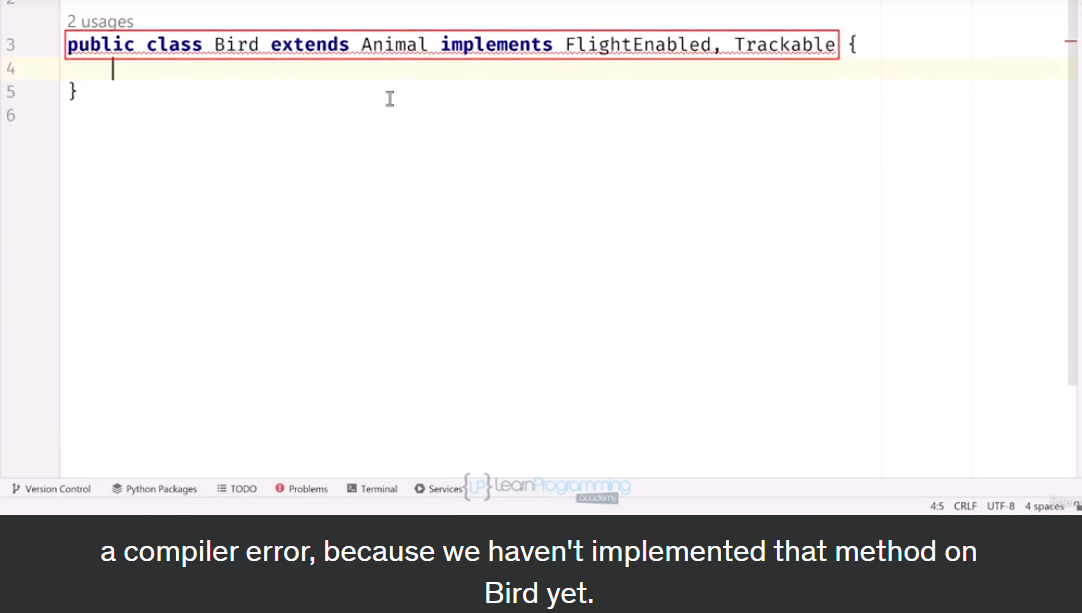 2 usages
3 public class Bird extends Animal implements FlightEnabled, Trackable {
4
5 }
6
Version Control Python Packages TODO Problems Terminal Services {LP} LearnProgramming
academy
4:5 CRLF UTF-8 4 spaces
a compiler error, because we haven't implemented that method on
Bird yet.